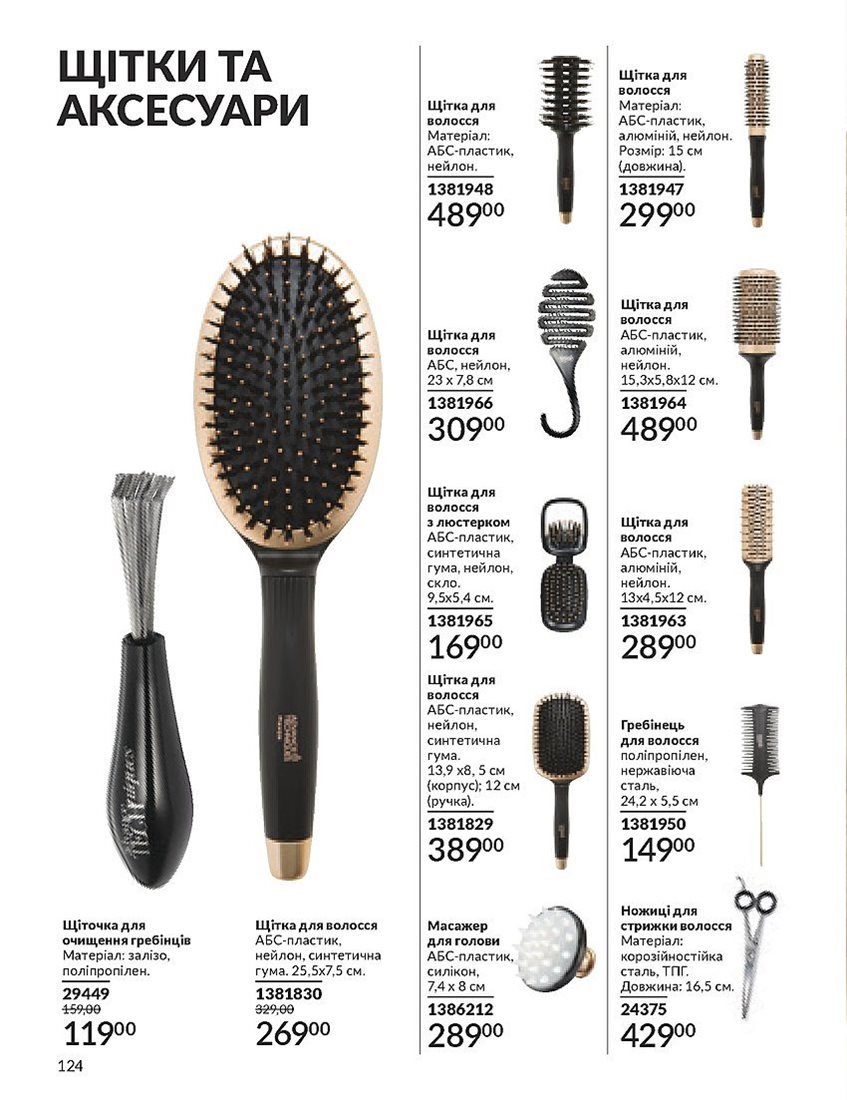 ЩІТКИ ТА
АКСЕСУАРИ
Щіточка для
очищення гребінців
Матеріал: залізо,
поліпропілен.
29449
159,00
11900
Щітка для волосся
АБС-пластик,
нейлон, синтетична
гума. 25,5х7,5 см.
1381830
329,00
26900
Щітка для
волосся
Матеріал:
АБС-пластик,
нейлон.
1381948
48900
Щітка для
волосся
АБС, нейлон,
23 х 7,8 см
1381966
30900
Щітка для
волосся
з люстерком
АБС-пластик,
синтетична
гума, нейлон,
скло.
9,5х5,4 см.
1381965
16900
Щітка для
волосся
АБС-пластик,
нейлон,
синтетична
гума.
13,9 х8, 5 см
(корпус); 12 см
(ручка).
1381829
38900
Масажер
для голови
АБС-пластик,
силікон,
7,4 х 8 см
1386212
28900
Щітка для
волосся
Матеріал:
АБС-пластик,
алюміній, нейлон.
Розмір: 15 см
(довжина).
1381947
29900
Щітка для
волосся
АБС-пластик,
алюміній,
нейлон.
15,3х5,8х12 см.
1381964
48900
Щітка для
волосся
АБС-пластик,
алюміній,
нейлон.
13х4,5х12 см.
1381963
28900
Гребінець
для волосся
поліпропілен,
нержавіюча
сталь,
24,2 х 5,5 см
1381950
14900
Ножиці для
стрижки волосся
Матеріал:
корозійностійка
сталь, ТПГ.
Довжина: 16,5 см.
24375
42900
124